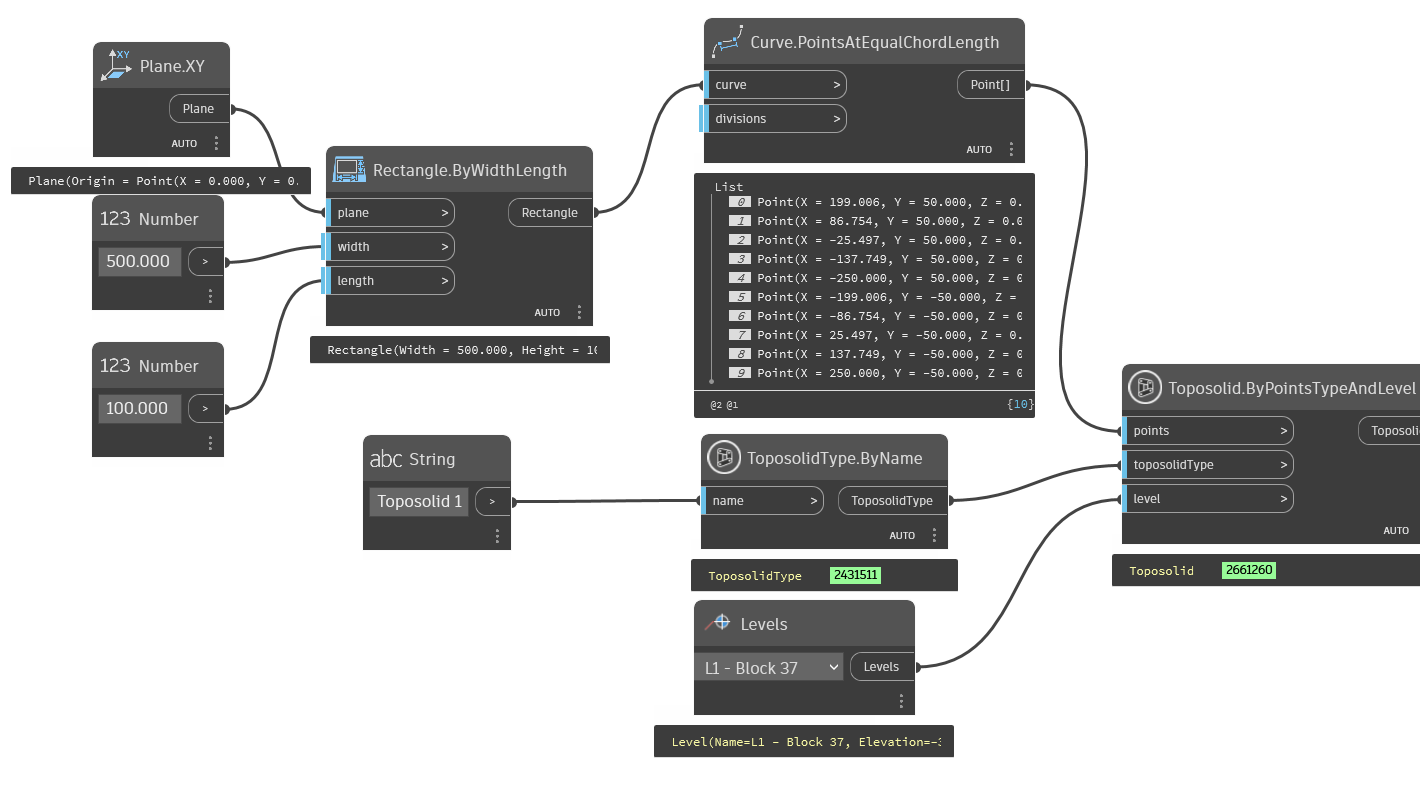 XY
Plane.XY
Plane
AUTO
Plane(Origin = Point(X = 0.000, Y = 0.
123 Number
500.000
>
123 Number
100.000
>
Rectangle.ByWidthLength
plane >
Rectangle
width >
length >
AUTO
Rectangle(Width = 500.000, Height = 10
Curve.PointsAtEqualChordLength
curve >
Point[]
divisions >
AUTO
List
0 Point(X = 199.006, Y = 50.000, Z = 0.
1 Point(X = 86.754, Y = 50.000, Z = 0.0
2 Point(X = -25.497, Y = 50.000, Z = 0.
3 Point(X = -137.749, Y = 50.000, Z = 0
4 Point(X = -250.000, Y = 50.000, Z = 0
5 Point(X = -199.006, Y = -50.000, Z =
6 Point(X = -86.754, Y = -50.000, Z = 0
7 Point(X = 25.497, Y = -50.000, Z = 0.
8 Point(X = 137.749, Y = -50.000, Z = 0
9 Point(X = 250.000, Y = -50.000, Z = 0
@2 @1 {10}
abc String
Toposolid 1
>
ToposolidType.ByName
name >
ToposolidType
AUTO
ToposolidType 2431511
Levels
L1 - Block 37
Levels
Level(Name=L1 - Block 37, Elevation=-3
Toposolid.ByPointsTypeAndLevel
points >
Toposoli
toposolidType >
level >
AUTO
Toposolid 2661260